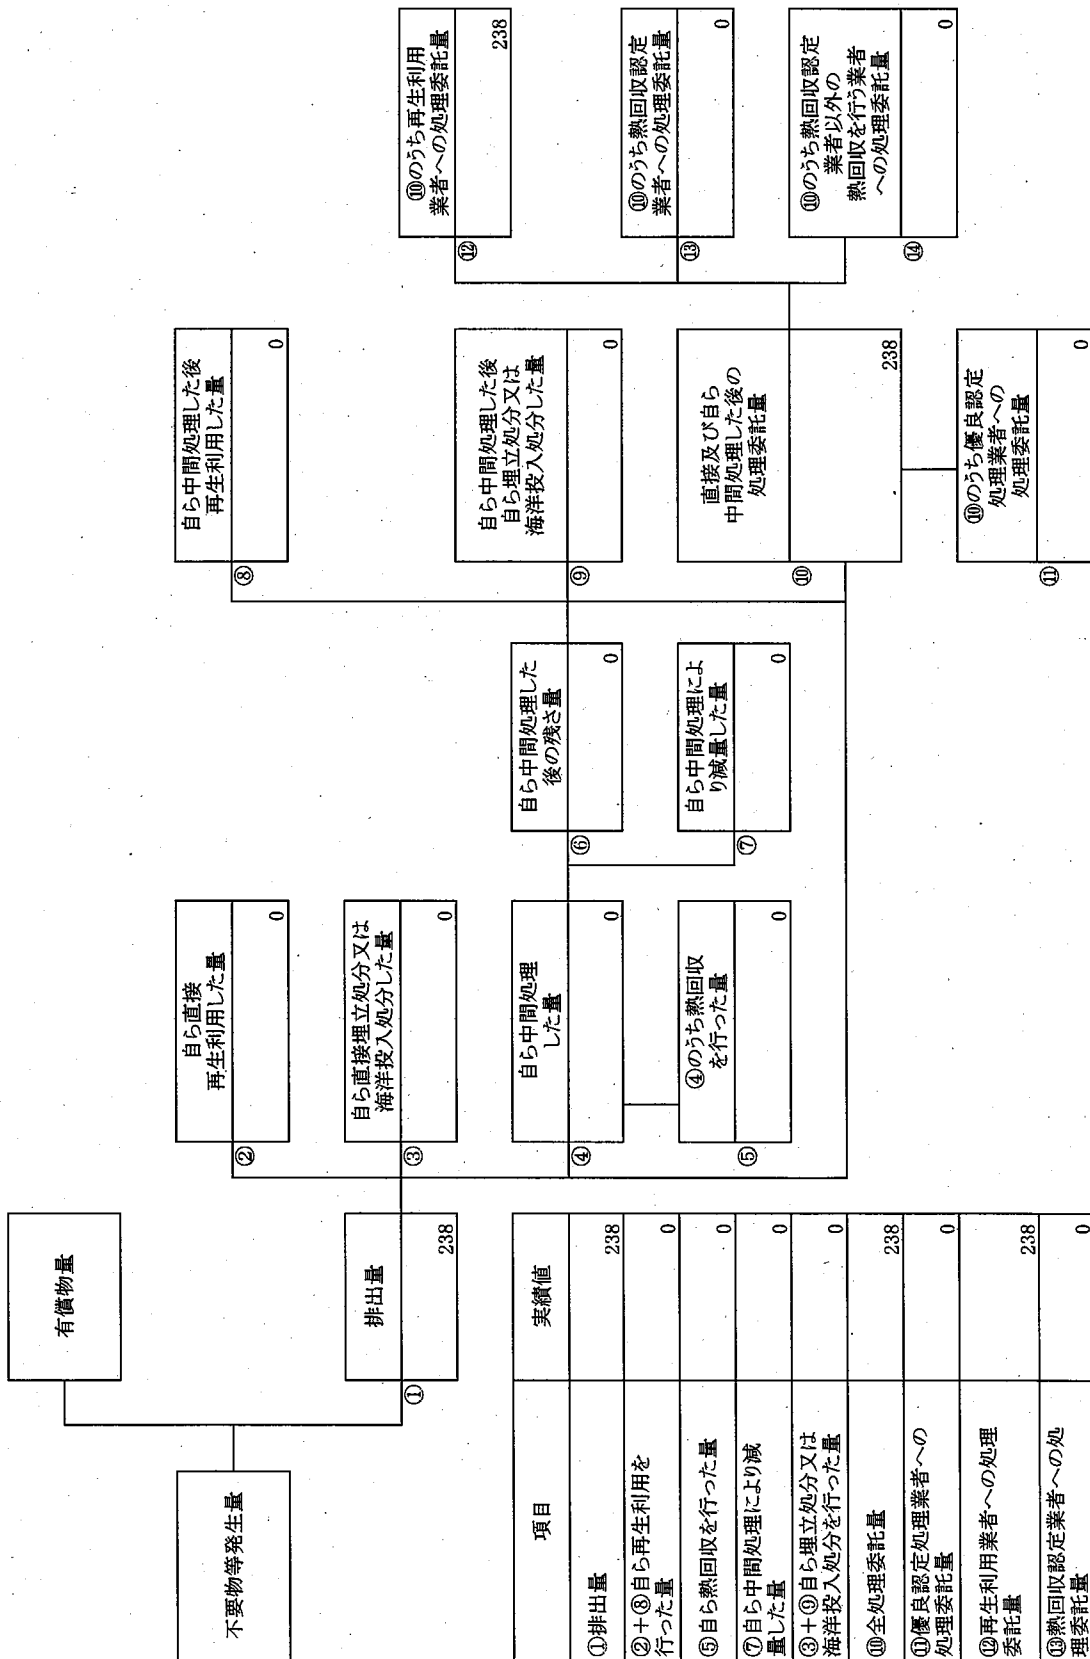 不要物等発生量
有償物量
①
排出量
238
②
自ら直接
再生利用した量
0
③
自ら直接埋立処分又は
海洋投入処分した量
0
④
自ら中間処理
した量
0
⑤
④のうち熱回収
を行った量
0
⑥
自ら中間処理した
後の残さ量
0
⑦
自ら中間処理によ
り減量した量
0
⑧
自ら中間処理した後
再生利用した量
0
⑨
自ら中間処理した後
自ら埋立処分又は
海洋投入処分した量
0
⑩
直接及び自ら
中間処理した後の
処理委託量
238
⑪
⑩のうち優良認定
処理業者への
処理委託量
0
⑫
⑩のうち再生利用
業者への処理委託量
238
⑬
⑩のうち熱回収認定
業者への処理委託量
0
⑭
⑩のうち熱回収認定
業者以外の
熱回収を行う業者
への処理委託量
0
項目
実績値
①排出量
238
②+⑧自ら再生利用を
行った量
0
⑤自ら熱回収を行った量
0
⑦自ら中間処理により減
量した量
0
③+⑨自ら埋立処分又は
海洋投入処分を行った量
0
⑩全処理委託量
238
⑪優良認定処理業者への
処理委託量
0
⑫再生利用業者への処理
委託量
238
⑬熱回収認定業者への処
理委託量
0